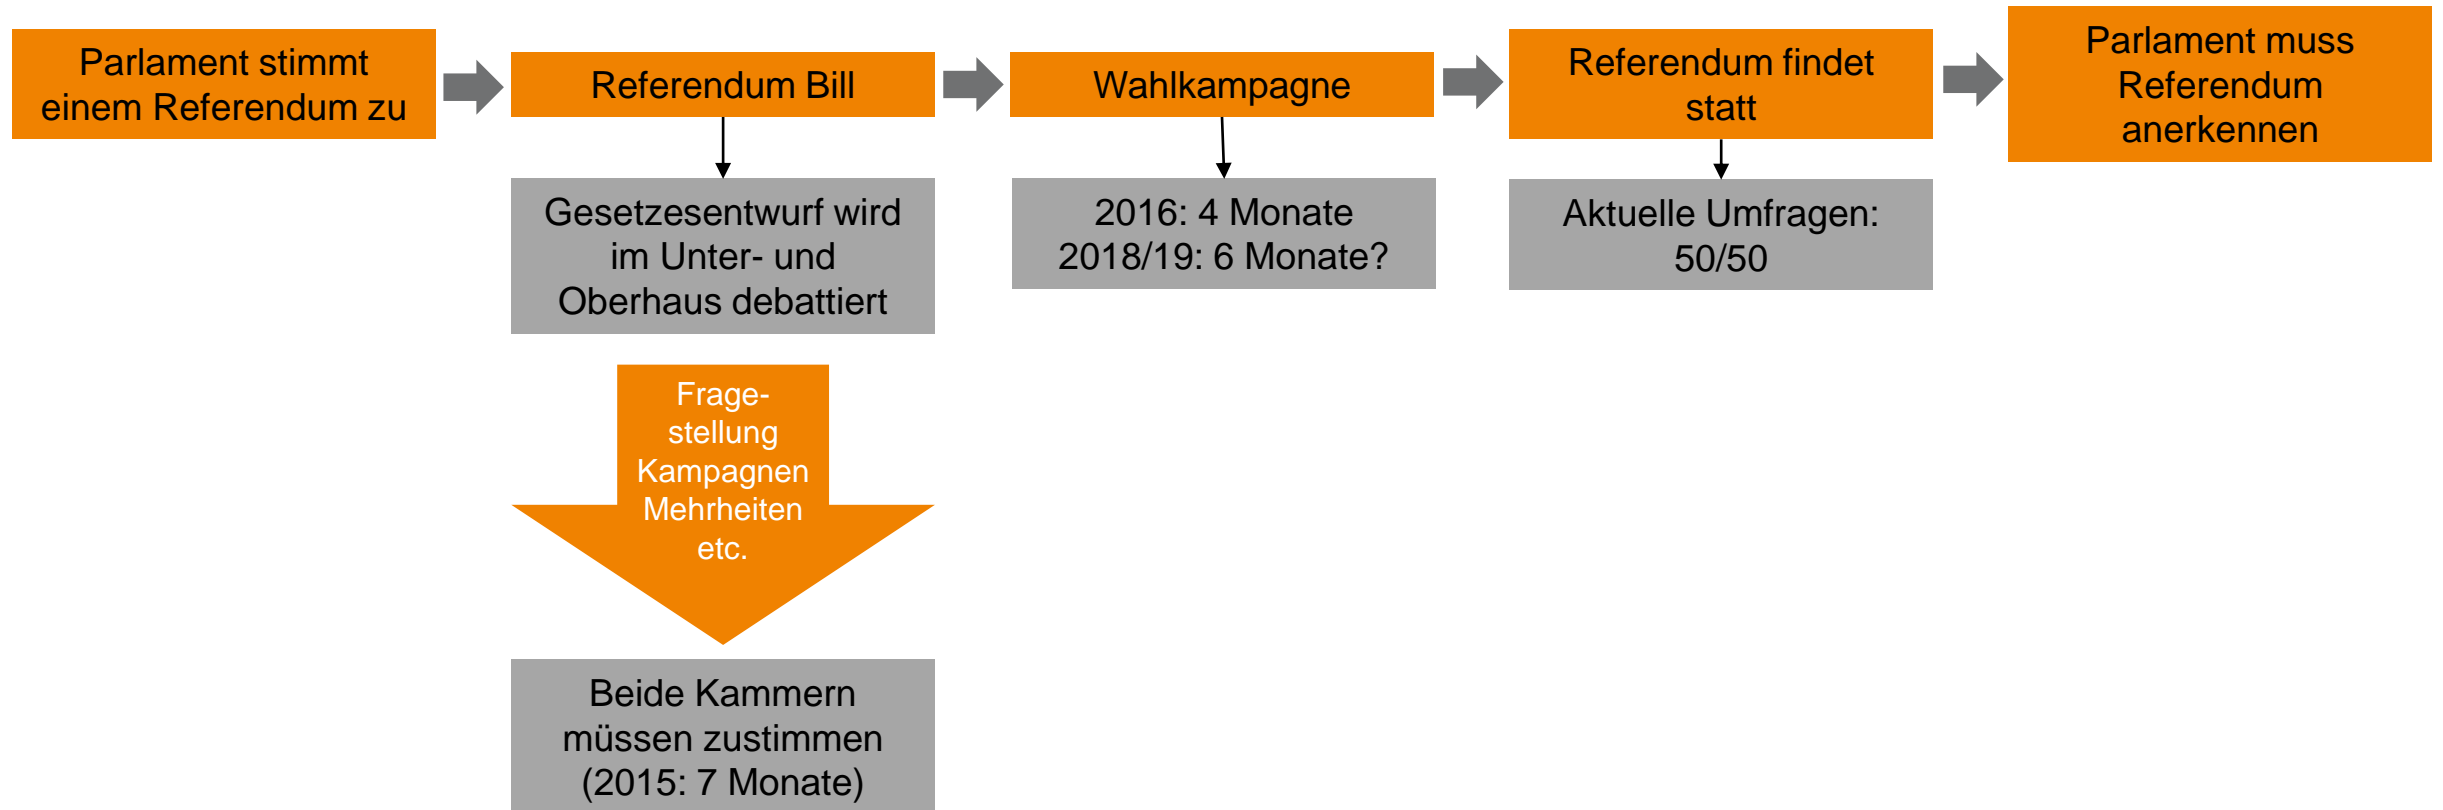 Parlament stimmt
einem Referendum zu
Referendum Bill
Wahlkampagne
Referendum findet
statt
Parlament muss
Referendum
anerkennen
Gesetzesentwurf wird
im Unter- und
Oberhaus debattiert
2016: 4 Monate
2018/19: 6 Monate?
Aktuelle Umfragen:
50/50
Frage-
stellung
Kampagnen
Mehrheiten
etc.
Beide Kammern
müssen zustimmen
(2015: 7 Monate)